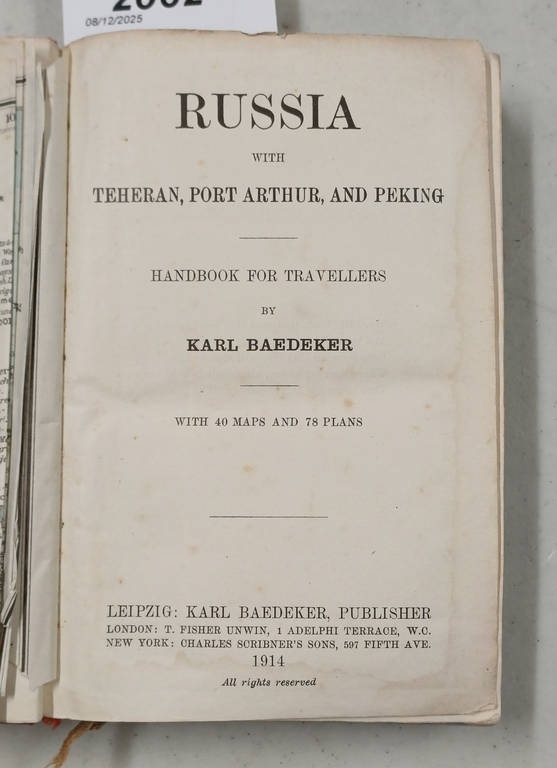 08/12/2025
RUSSIA
WITH
TEHERAN, PORT ARTHUR, AND PEKING
HANDBOOK FOR TRAVELLERS
BY
KARL BAEDEKER
WITH 40 MAPS AND 78 PLANS
LEIPZIG: KARL BAEDEKER, PUBLISHER
LONDON: T. FISHER UNWIN, 1 ADELPHI TERRACE, W.C.
NEW YORK: CHARLES SCRIBNER'S SONS, 597 FIFTH AVE.
1914
All rights reserved